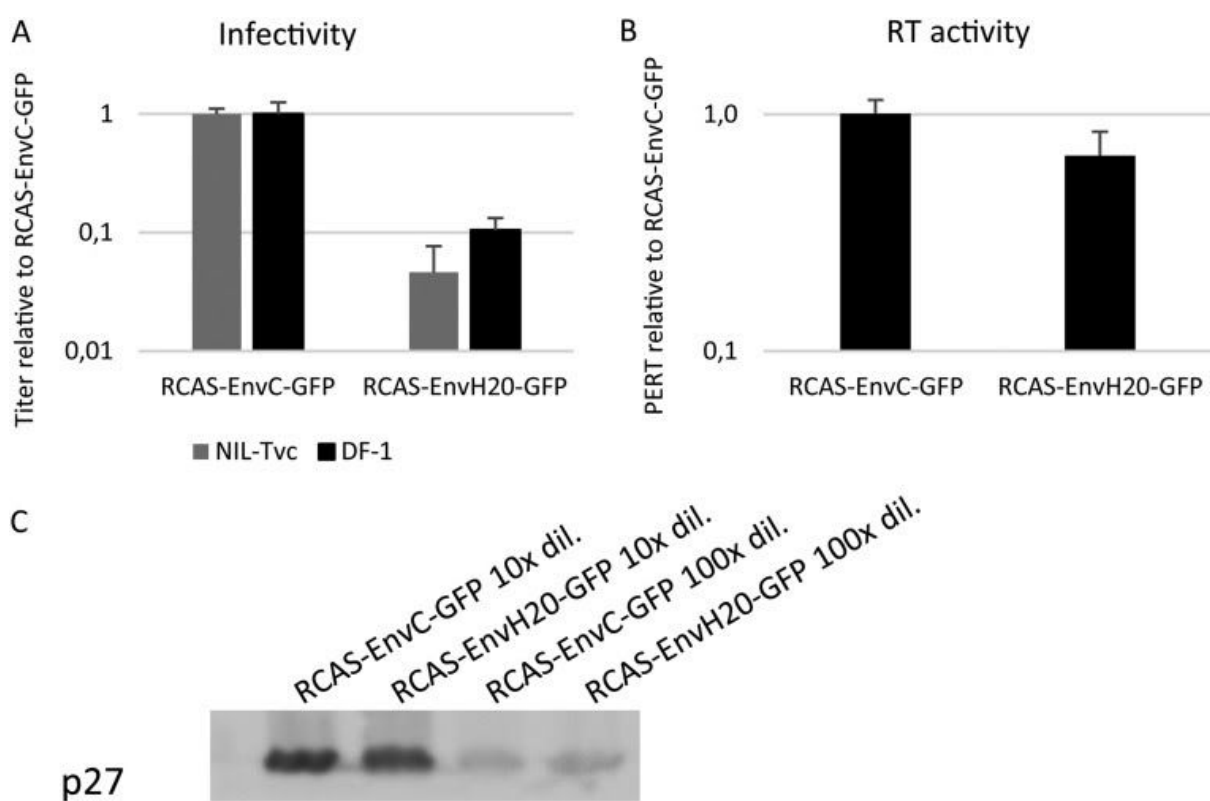 A
Infectivity
Titer relative to RCAS-EnvC-GFP
1
0,1
0,01
RCAS-EnvC-GFP
RCAS-EnvH20-GFP
NIL-Tvc
DF-1
B
RT activity
PERT relative to RCAS-EnvC-GFP
1,0
0,1
RCAS-EnvC-GFP
RCAS-EnvH20-GFP
C
RCAS-EnvC-GFP 10x dil.
RCAS-EnvH20-GFP 10x dil.
RCAS-EnvC-GFP 100x dil.
RCAS-EnvH20-GFP 100x dil.
p27